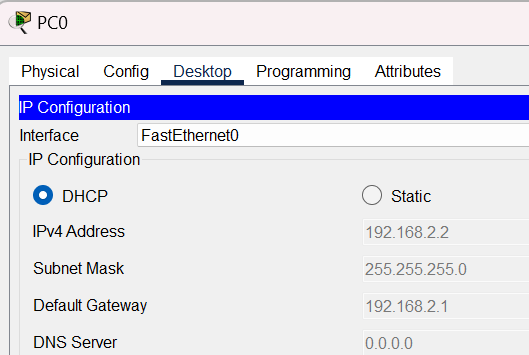 PC0
Physical Config Desktop Programming Attributes
IP Configuration
Interface FastEthernet0
IP Configuration
DHCP Static
IPv4 Address 192.168.2.2
Subnet Mask 255.255.255.0
Default Gateway 192.168.2.1
DNS Server 0.0.0.0